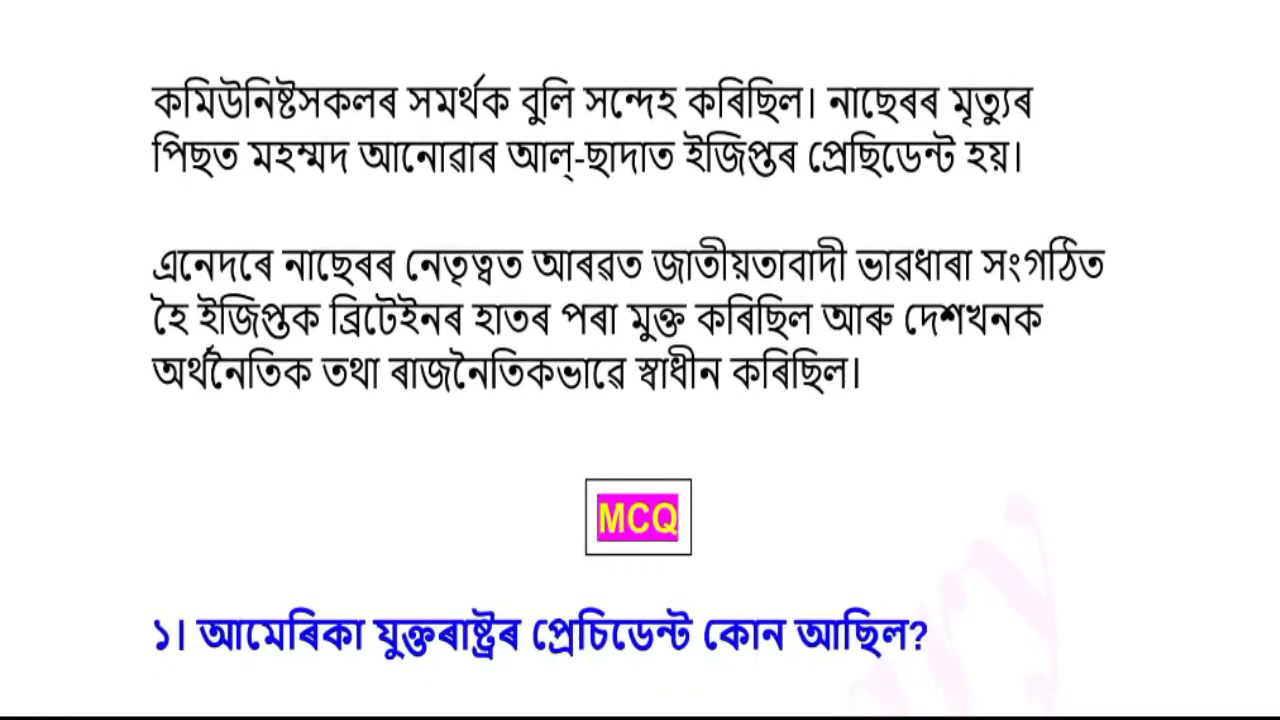 কমিউনিষ্টসকলৰ সমৰ্থক বুলি সন্দেহ কৰিছিল। নাছেৰৰ মৃত্যুৰ
পিছত মহম্মদ আনোৱাৰ আল্-ছাদাত ইজিপ্তৰ প্ৰেছিডেন্ট হয়।
এনেদৰে নাছেৰৰ নেতৃত্বত আৰৱত জাতীয়তাবাদী ভাৱধাৰা সংগঠিত
হৈ ইজিপ্তক ব্ৰিটেইনৰ হাতৰ পৰা মুক্ত কৰিছিল আৰু দেশখনক
অৰ্থনৈতিক তথা ৰাজনৈতিকভাৱে স্বাধীন কৰিছিল।
MCQ
১। আমেৰিকা যুক্তৰাষ্ট্ৰৰ প্ৰেচিডেন্ট কোন আছিল?